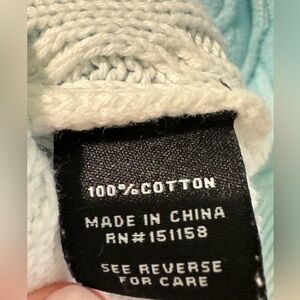 100% COTTON
MADE IN CHINA
RN#151158
SEE REVERSE
FOR CARE